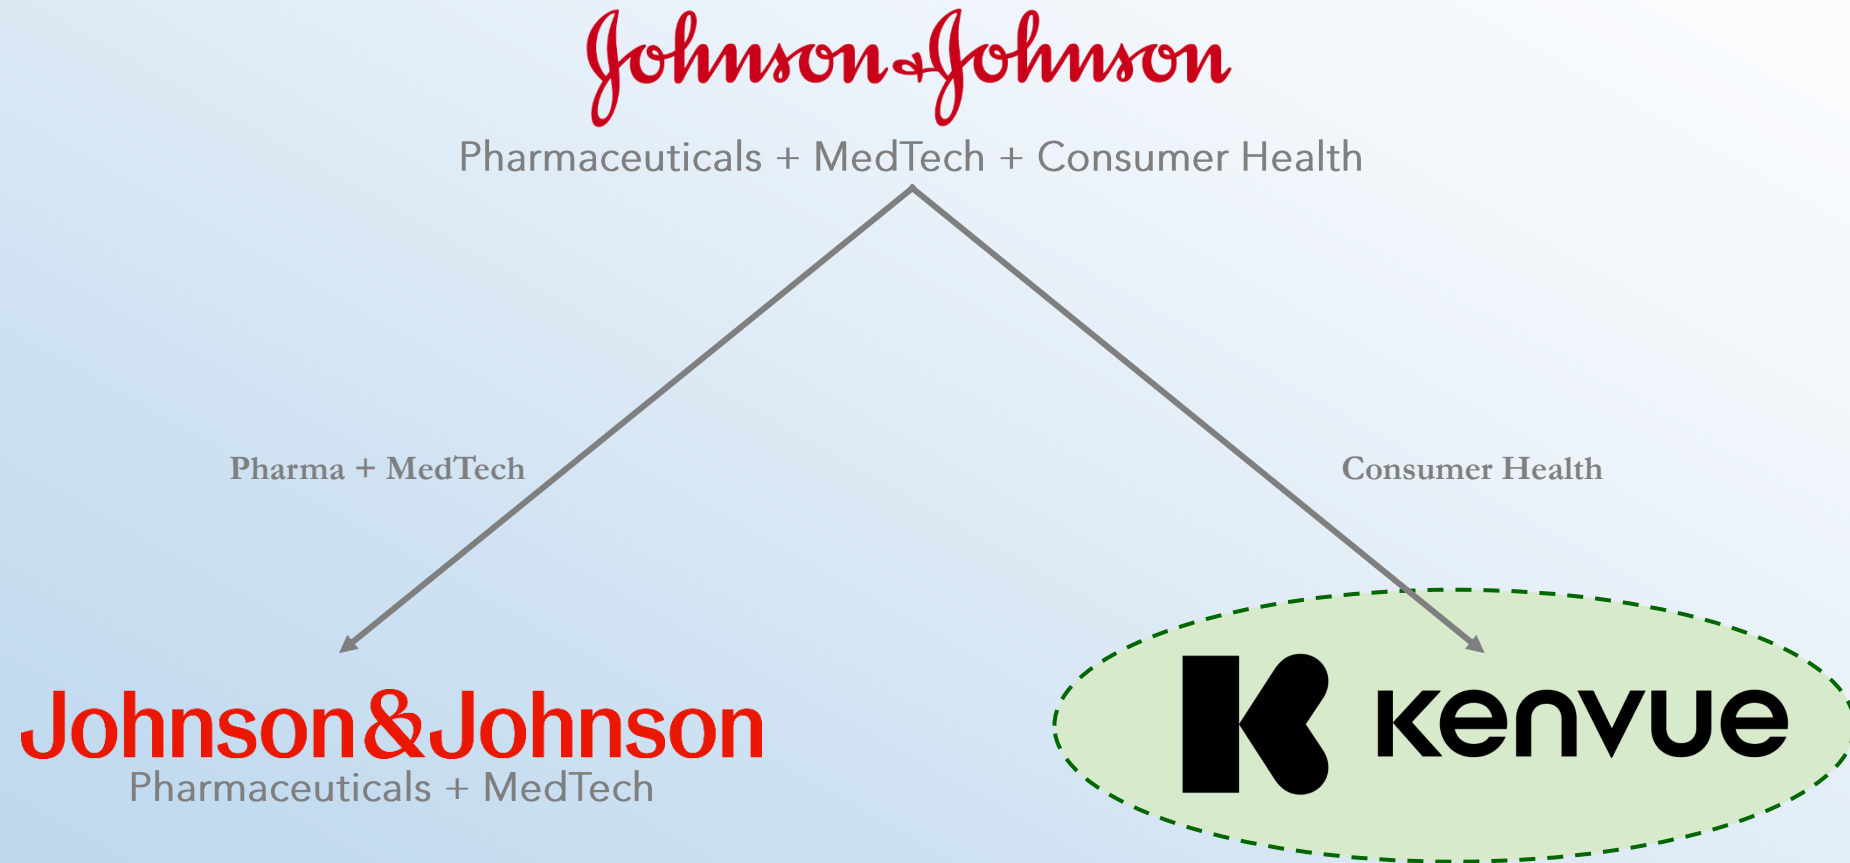 Johnson & Johnson
Pharmaceuticals + MedTech + Consumer Health
Pharma + MedTech
Consumer Health
Johnson&Johnson
Pharmaceuticals + MedTech
K kenvue